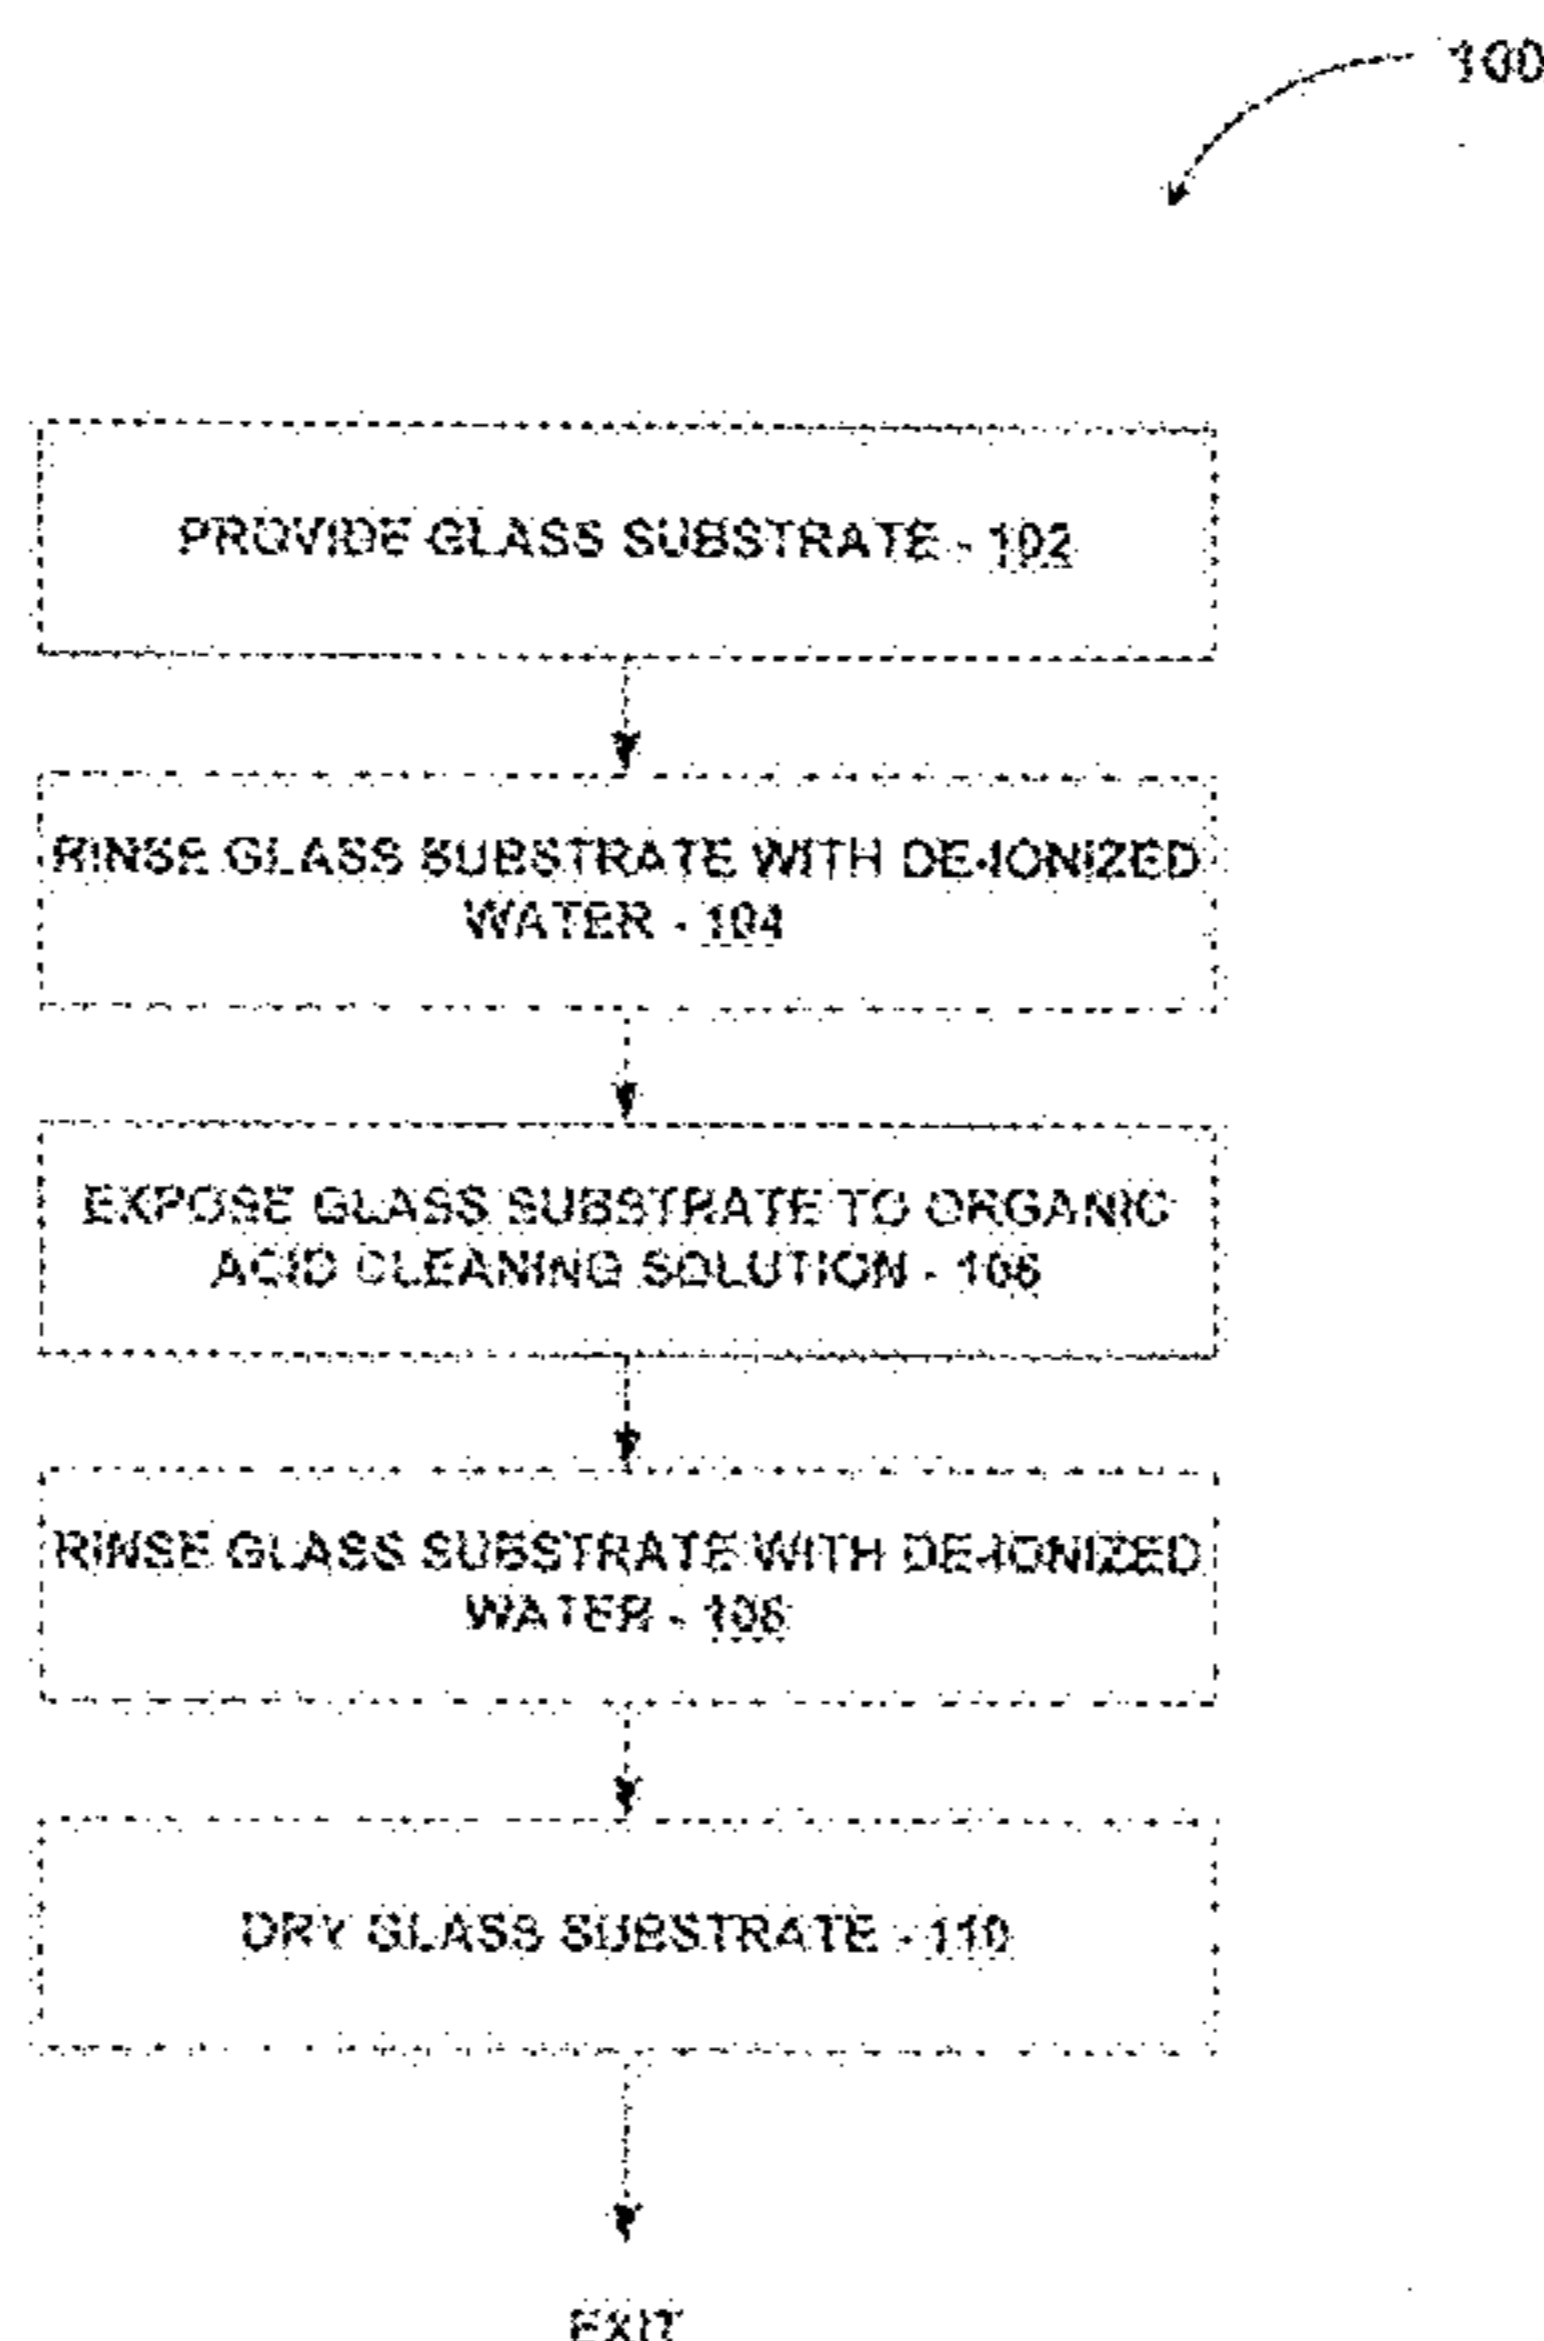 100
PROVIDE GLASS SUBSTRATE - 102
RINSE GLASS SUBSTRATE WITH DE-IONIZED
WATER - 104
EXPOSE GLASS SUBSTRATE TO ORGANIC
ACID CLEANING SOLUTION - 106
RINSE GLASS SUBSTRATE WITH DE-IONIZED
WATER - 108
DRY GLASS SUBSTRATE - 110
EXIT